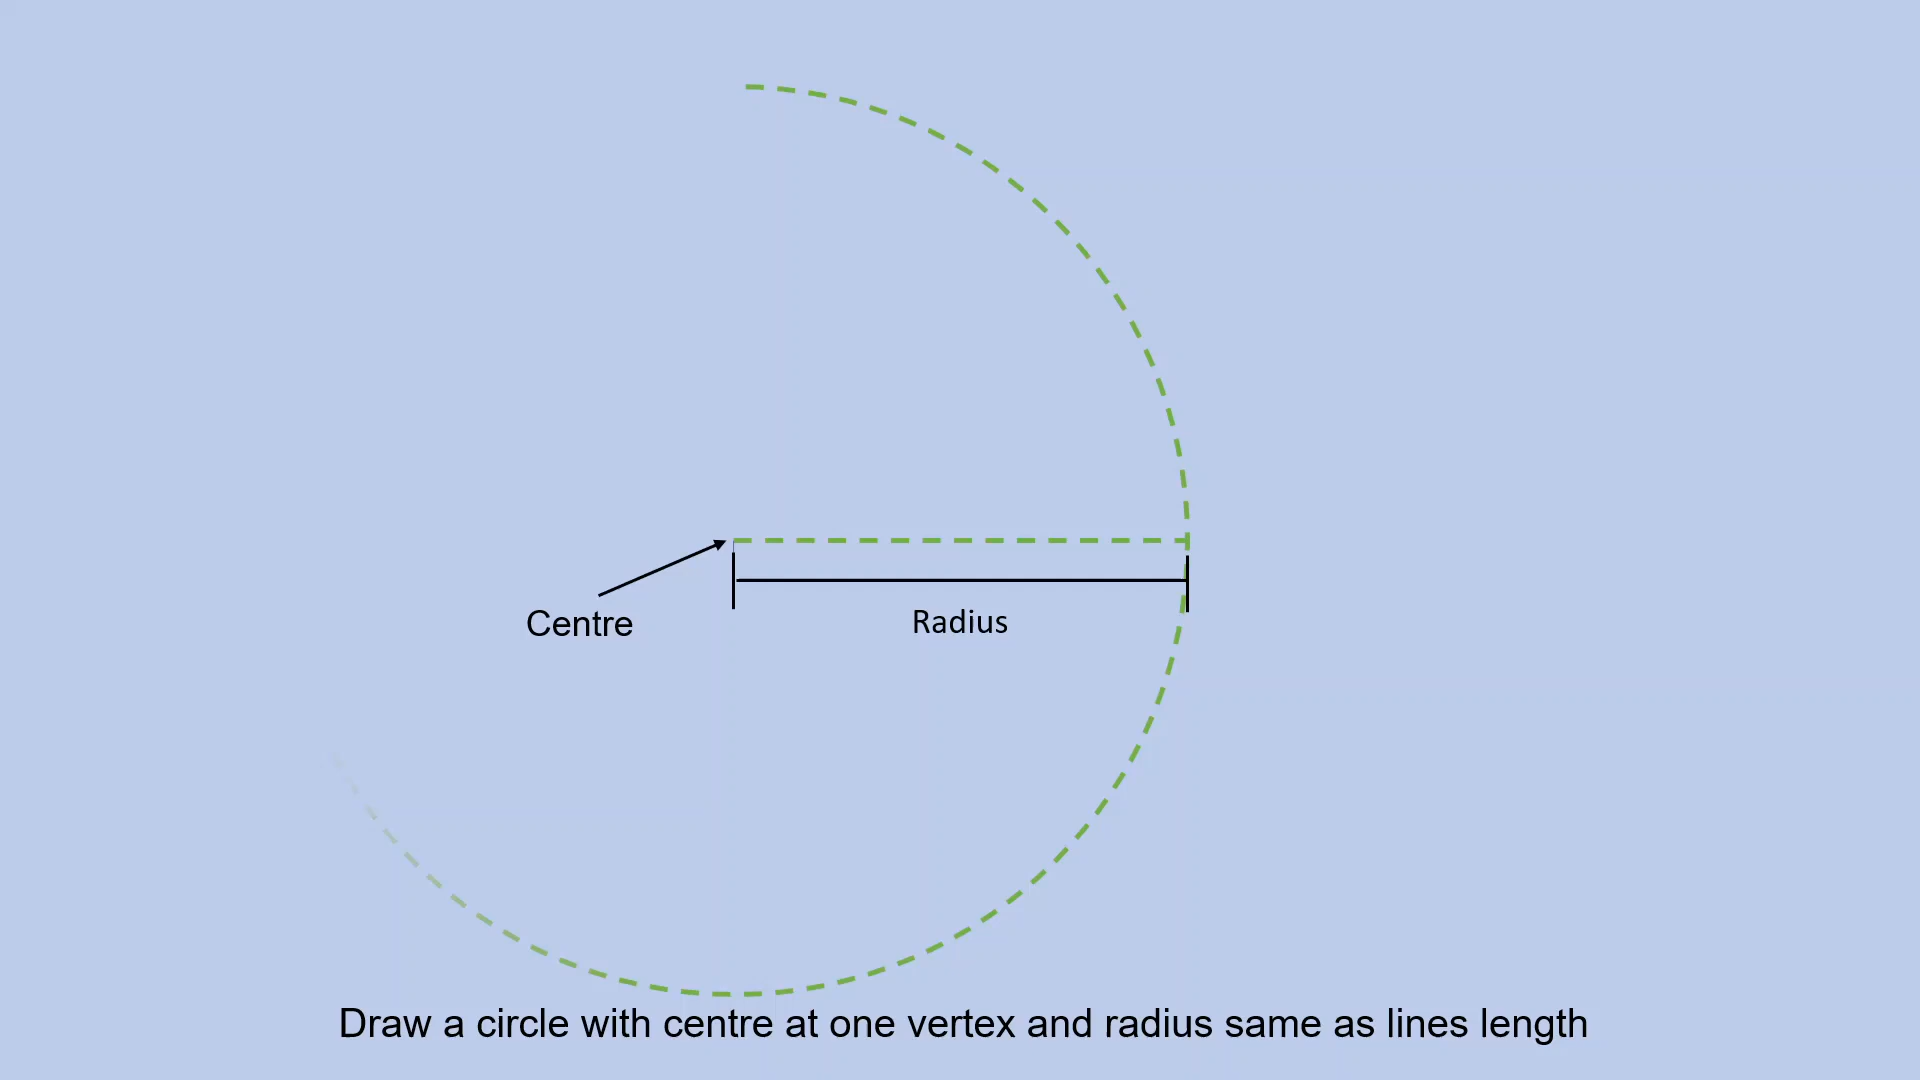 Centre
Radius
Draw a circle with centre at one vertex and radius same as lines length